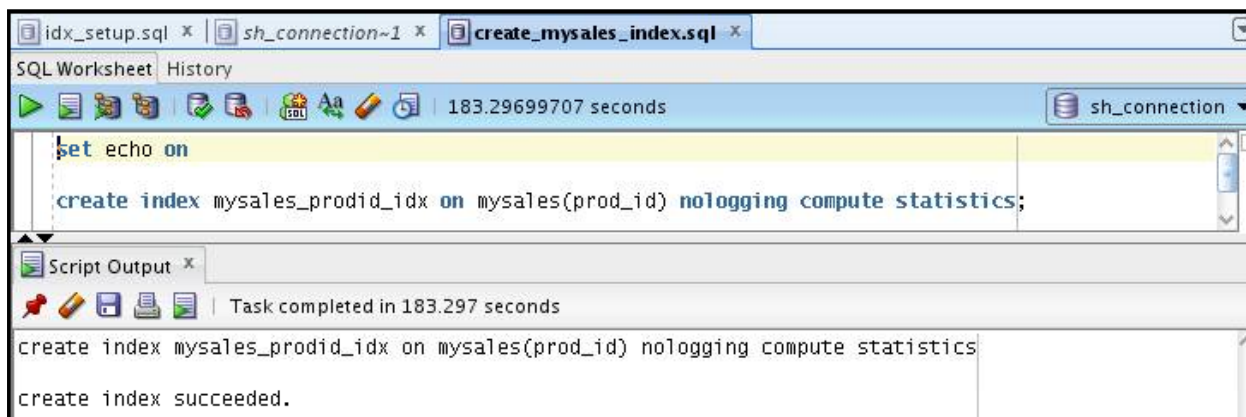 idx_setup.sql x sh_connection~1 x create_mysales_index.sql x
SQL Worksheet History
183.29699707 seconds sh_connection
set echo on
create index mysales_prodid_idx on mysales(prod_id) nologging compute statistics;
Script Output x
Task completed in 183.297 seconds
create index mysales_prodid_idx on mysales(prod_id) nologging compute statistics
create index succeeded.